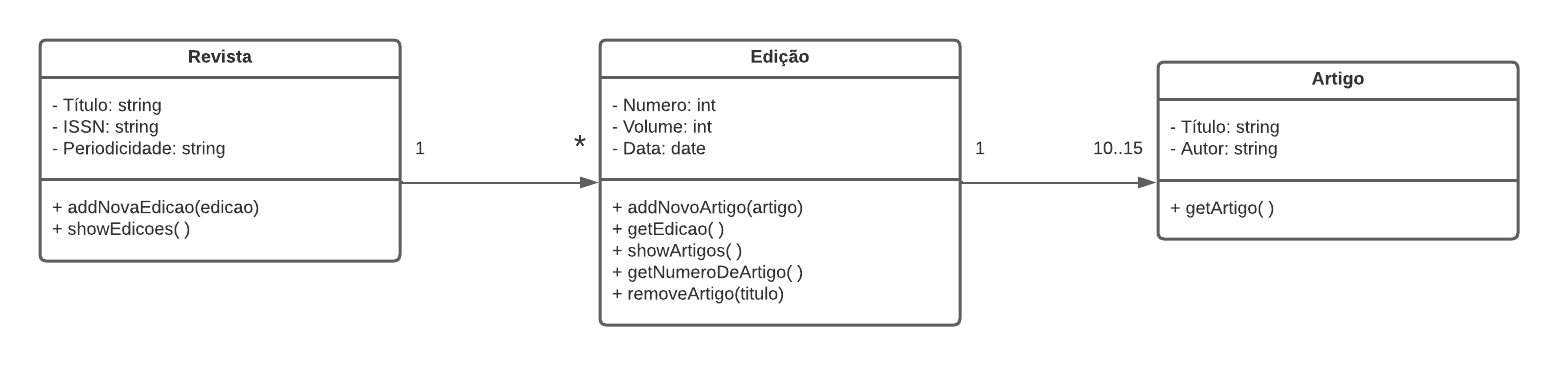 Revista
- Título: string
- ISSN: string
- Periodicidade: string
+ addNovaEdicao(edicao)
+ showEdicoes( )
1
*
Edição
- Numero: int
- Volume: int
- Data: date
+ addNovoArtigo(artigo)
+ getEdicao( )
+ showArtigos( )
+ getNumeroDeArtigo( )
+ removeArtigo(titulo)
1
10..15
Artigo
- Título: string
- Autor: string
+ getArtigo( )